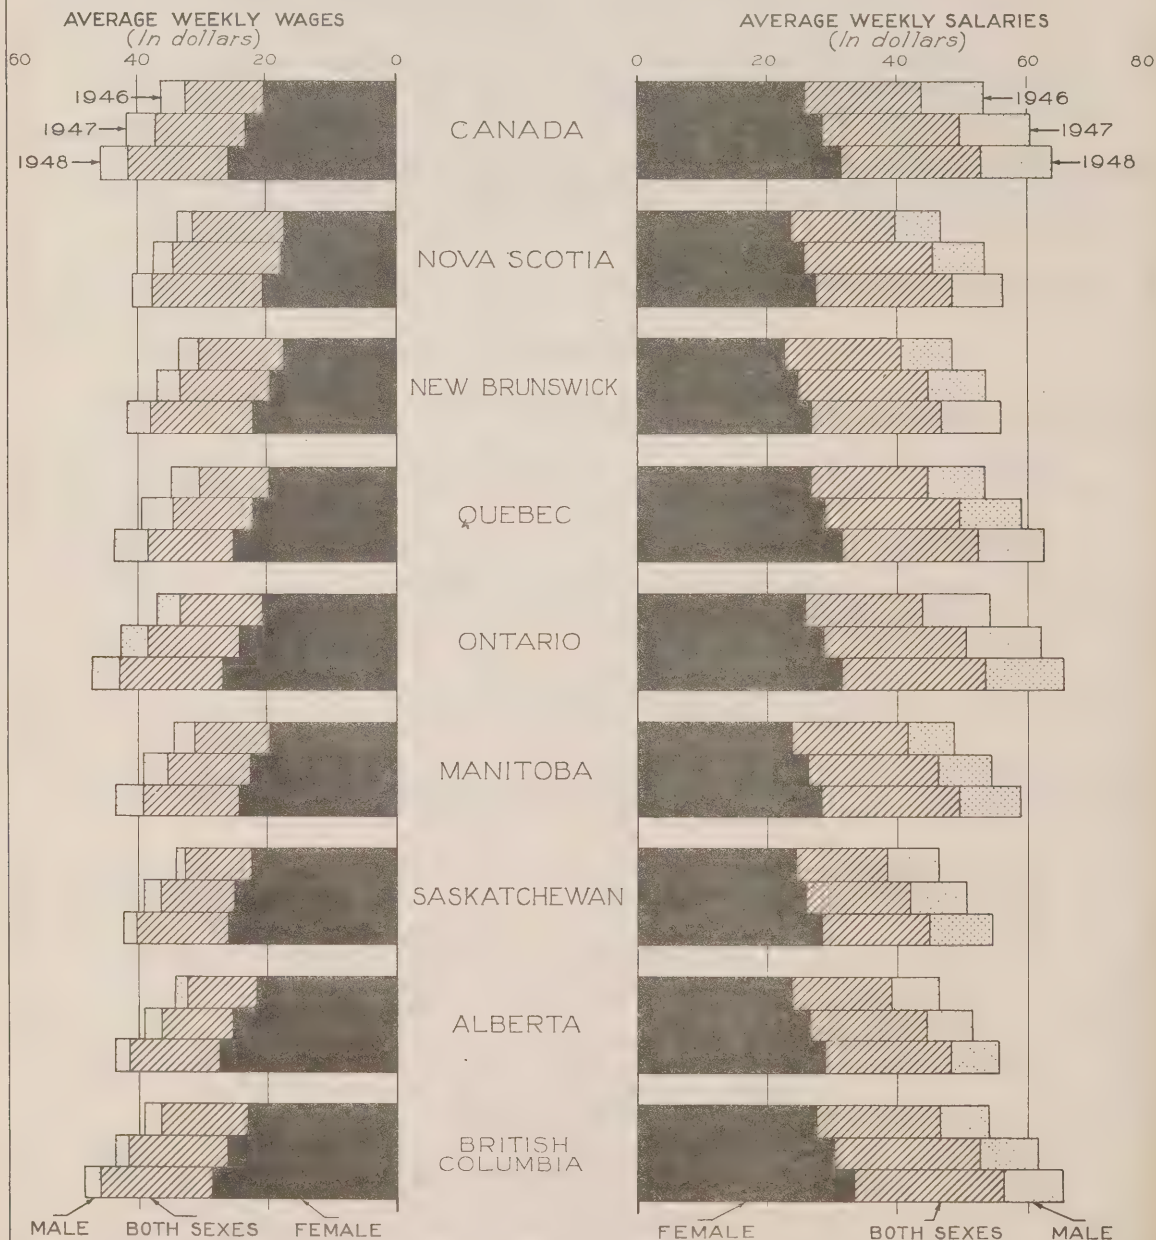 AVERAGE WEEKLY WAGES
(In dollars)
60 40 20 0
AVERAGE WEEKLY SALARIES
(In dollars)
0 20 40 60 80
1946
1947
1948
CANADA
1946
1947
1948
NOVA SCOTIA
NEW BRUNSWICK
QUEBEC
ONTARIO
MANITOBA
SASKATCHEWAN
ALBERTA
BRITISH
COLUMBIA
MALE BOTH SEXES FEMALE
FEMALE BOTH SEXES MALE